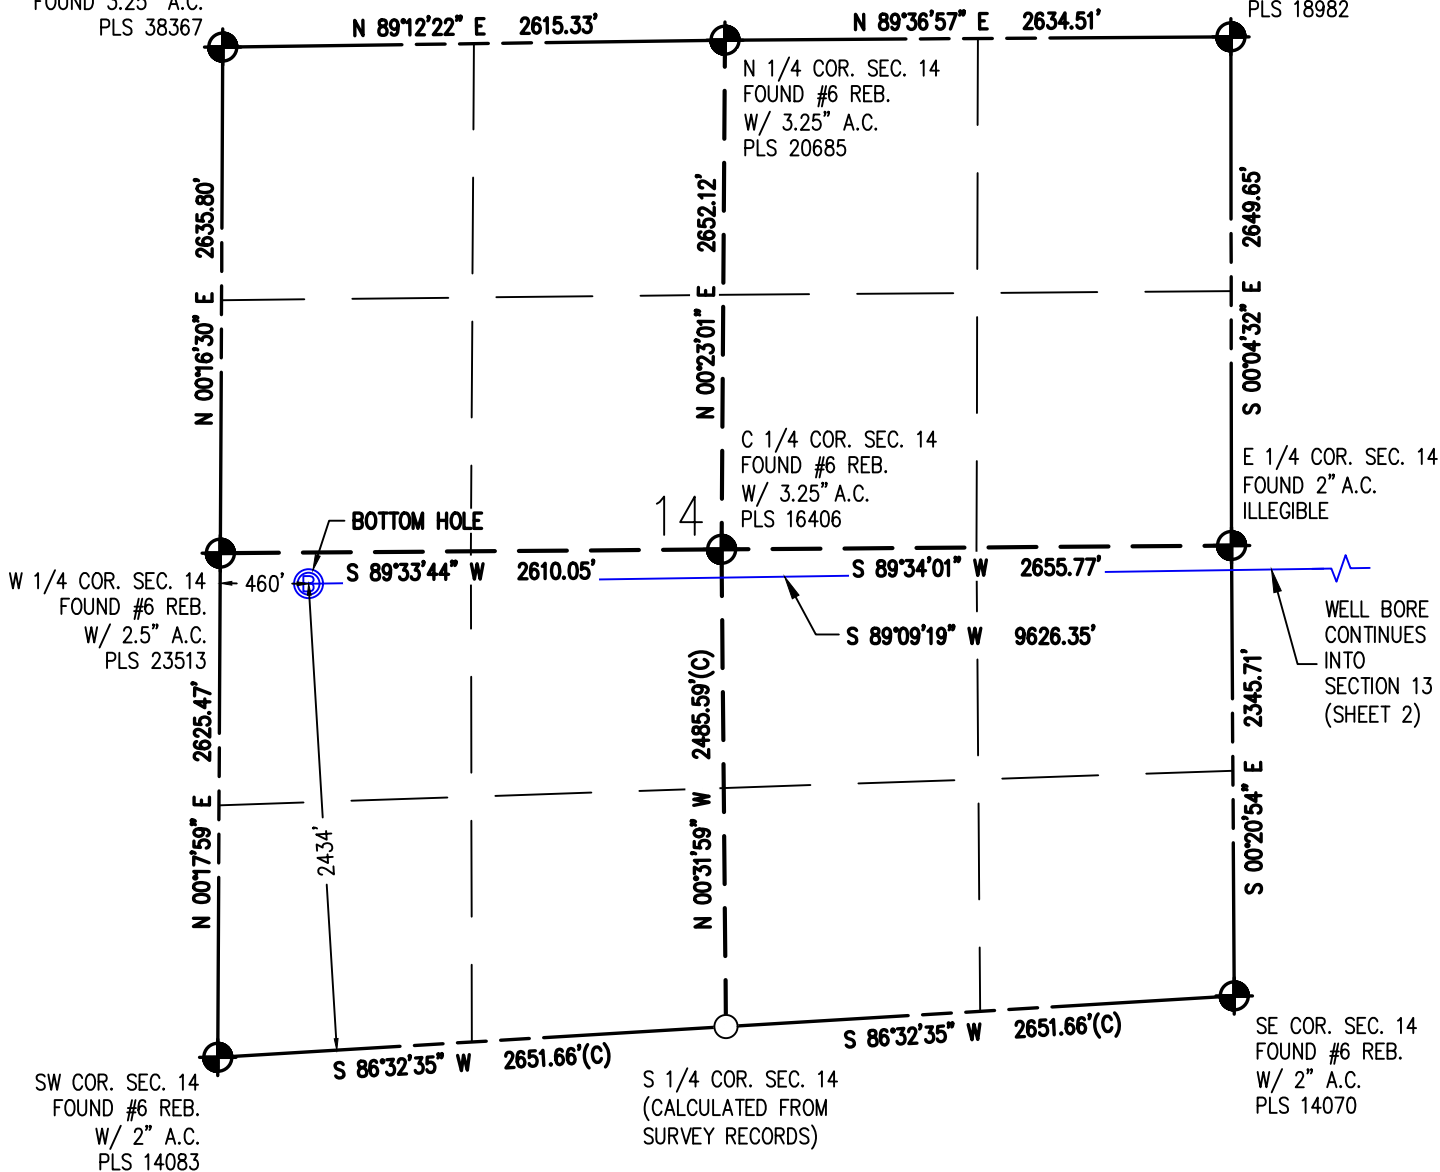 FOUND 3.25" A.C.
PLS 38367
N 89°12'22" E 2615.33'
N 89°36'57" E 2634.51'
PLS 18982
N 1/4 COR. SEC. 14
FOUND #6 REB.
W/ 3.25" A.C.
PLS 20685
N 00°16'30" E 2635.80'
N 00°23'01" E 2652.12'
S 00°04'32" E 2649.65'
C 1/4 COR. SEC. 14
FOUND #6 REB.
W/ 3.25" A.C.
PLS 16406
14
E 1/4 COR. SEC. 14
FOUND 2" A.C.
ILLEGIBLE
BOTTOM HOLE
S 89°33'44" W 2610.05'
S 89°34'01" W 2655.77'
460'
W 1/4 COR. SEC. 14
FOUND #6 REB.
W/ 2.5" A.C.
PLS 23513
S 89°09'19" W 9626.35'
WELL BORE
CONTINUES
INTO
SECTION 13
(SHEET 2)
N 00°17'59" E 2625.47'
2434'
N 00°31'59" W 2485.59'(C)
S 00°20'54" E 2345.71'
S 86°32'35" W 2651.66'(C)
S 86°32'35" W 2651.66'(C)
SW COR. SEC. 14
FOUND #6 REB.
W/ 2" A.C.
PLS 14083
S 1/4 COR. SEC. 14
(CALCULATED FROM
SURVEY RECORDS)
SE COR. SEC. 14
FOUND #6 REB.
W/ 2" A.C.
PLS 14070